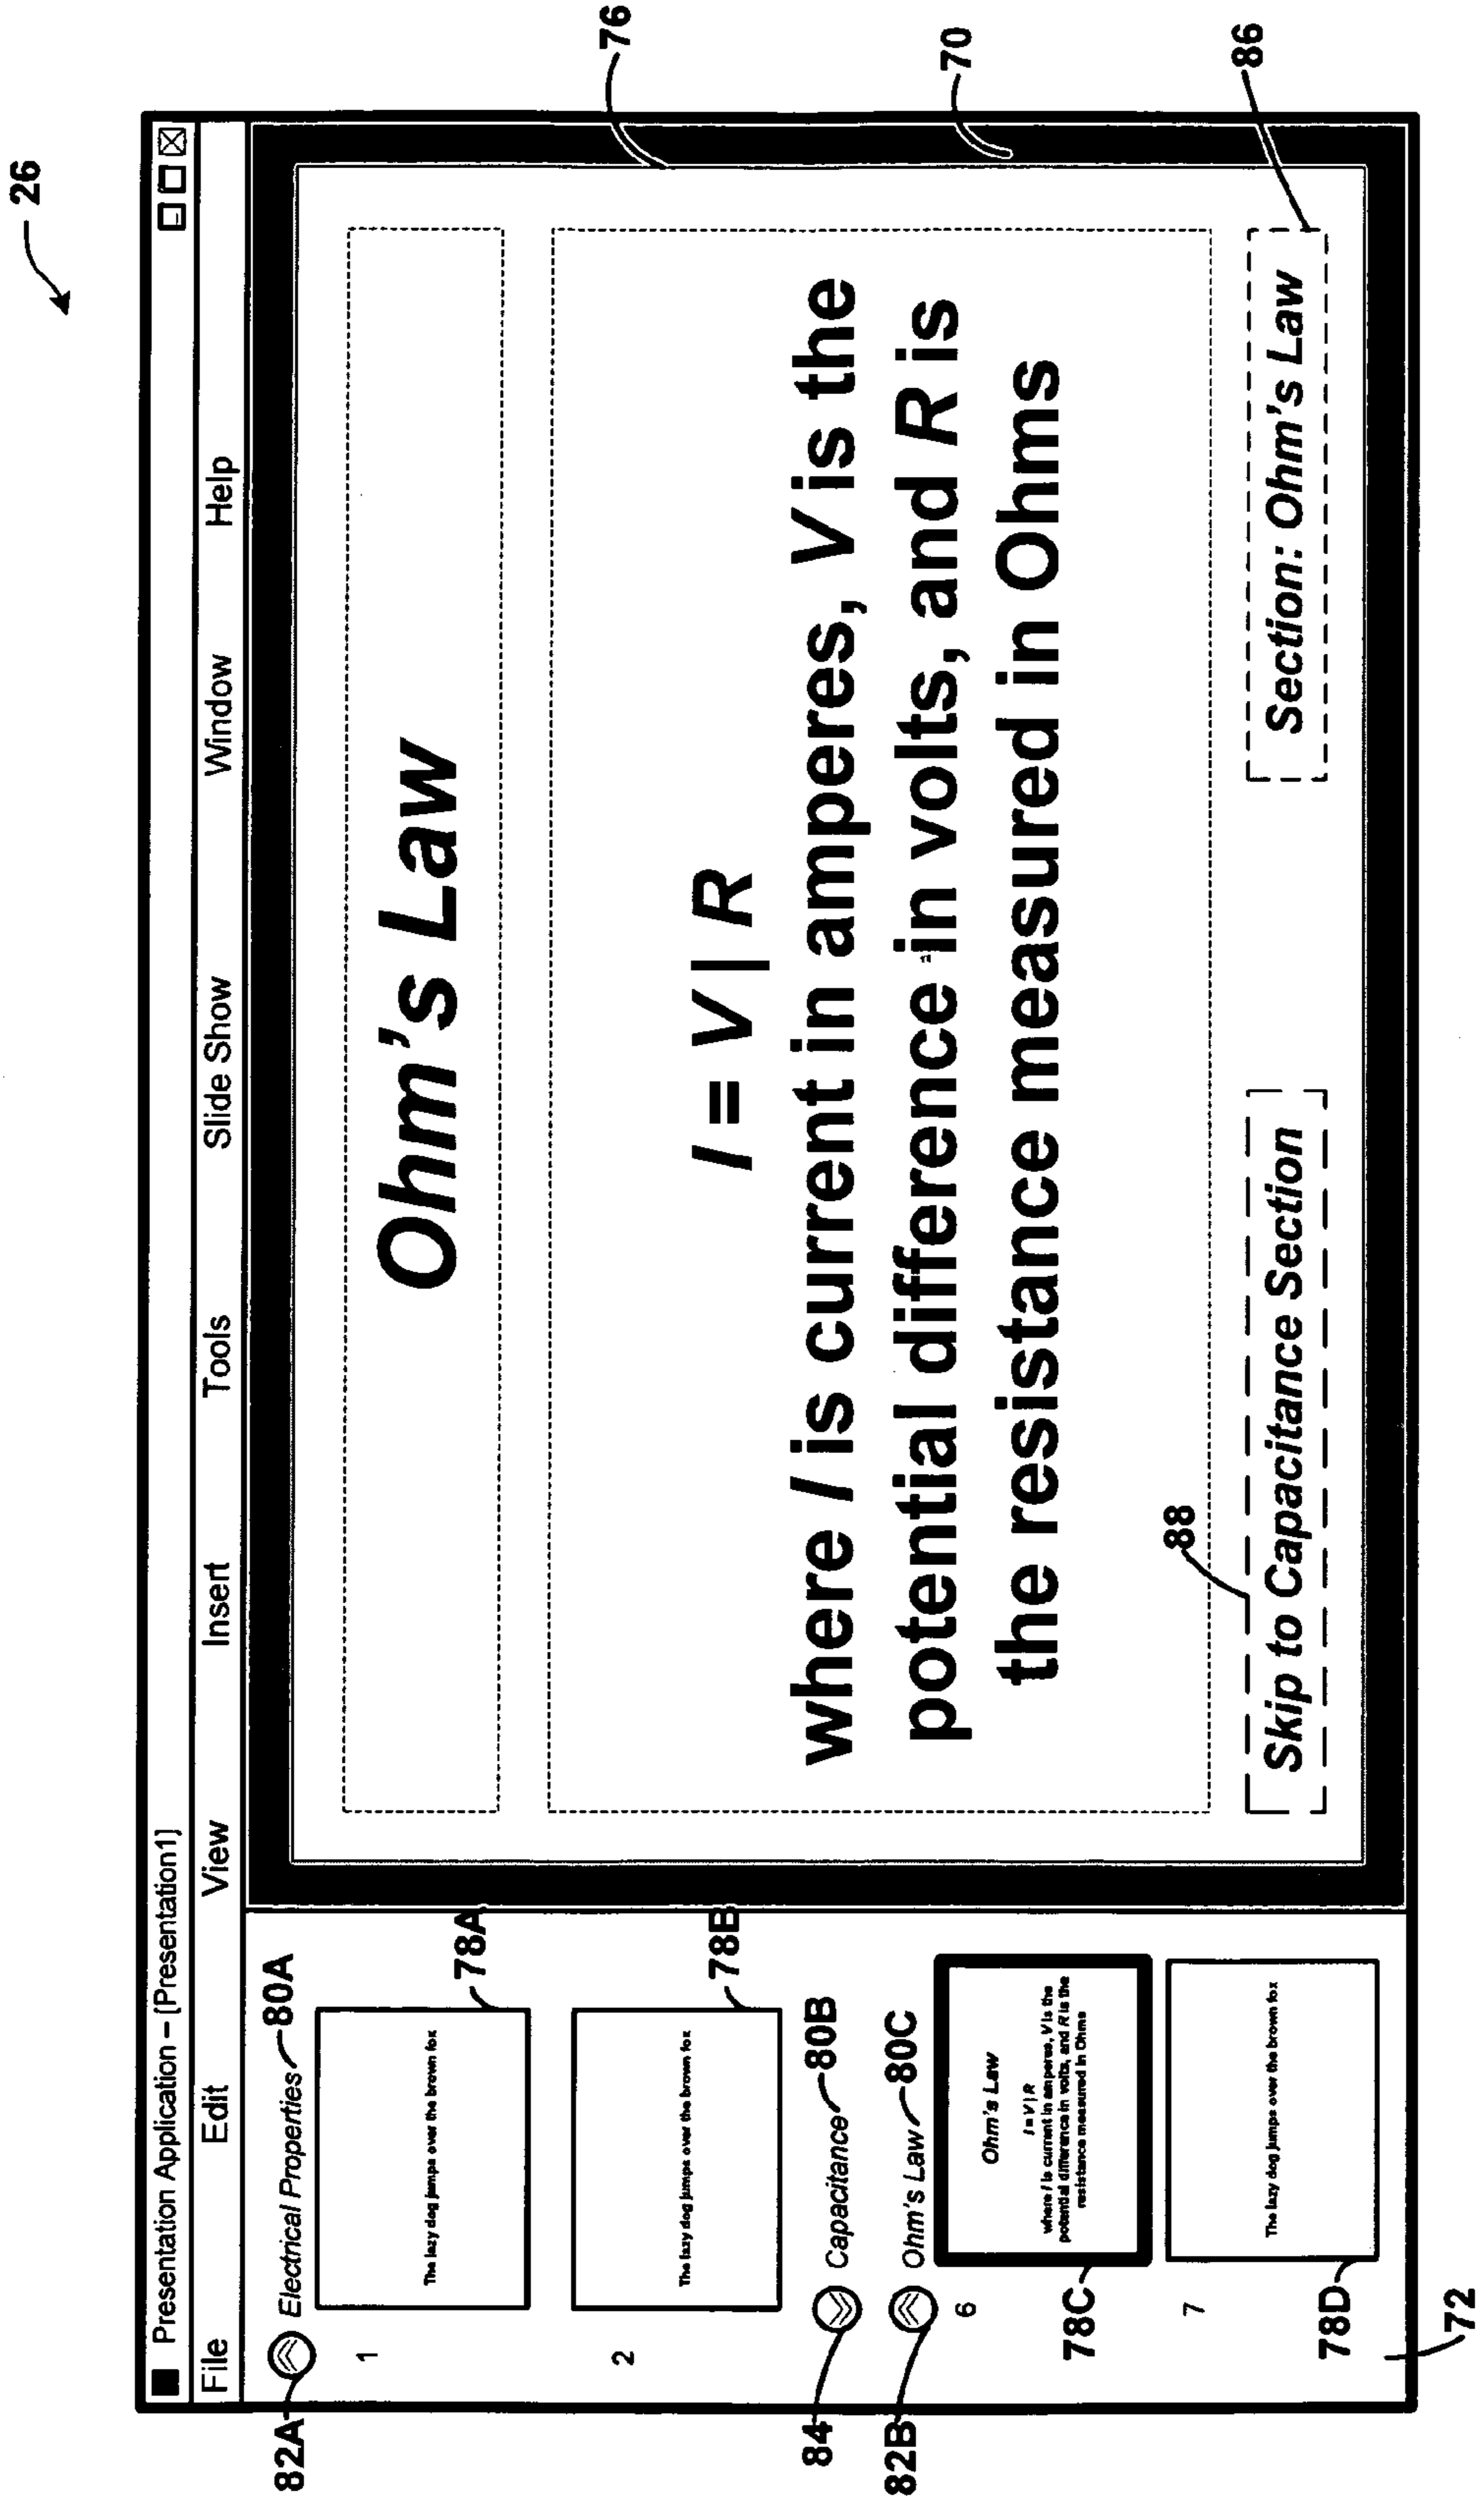 26
Presentation Application – [Presentation1]
File Edit View Insert Tools Slide Show Window Help
82A
Electrical Properties
80A
1
The lazy dog jumps over the brown fox
78A
2
The lazy dog jumps over the brown fox
78B
84
Capacitance
80B
82B
Ohm's Law
80C
6
Ohm's Law
I = V | R
where I is current in amperes, V is the
potential difference in volts, and R is the
resistance measured in Ohms
78C
7
The lazy dog jumps over the brown fox
78D
72
Ohm's Law
I = V | R
where I is current in amperes, V is the
potential difference in volts, and R is
the resistance measured in Ohms
88
Skip to Capacitance Section
Section: Ohm's Law
76
70
86